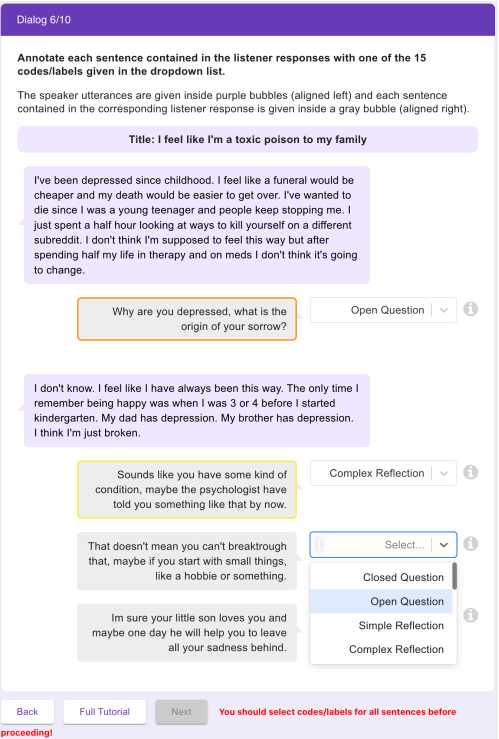 Dialog 6/10
Annotate each sentence contained in the listener responses with one of the 15
codes/labels given in the dropdown list.
The speaker utterances are given inside purple bubbles (aligned left) and each sentence
contained in the corresponding listener response is given inside a gray bubble (aligned right).
Title: I feel like I'm a toxic poison to my family
I've been depressed since childhood. I feel like a funeral would be
cheaper and my death would be easier to get over. I've wanted to
die since I was a young teenager and people keep stopping me. I
just spent a half hour looking at ways to kill yourself on a different
subreddit. I don't think I'm supposed to feel this way but after
spending half my life in therapy and on meds I don't think it's going
to change.
Why are you depressed, what is the
origin of your sorrow?
Open Question
I don't know. I feel like I have always been this way. The only time I
remember being happy was when I was 3 or 4 before I started
kindergarten. My dad has depression. My brother has depression.
I think I'm just broken.
Sounds like you have some kind of
condition, maybe the psychologist have
told you something like that by now.
Complex Reflection
That doesn't mean you can't breaktrough
that, maybe if you start with small things,
like a hobbie or something.
Select...
Closed Question
Open Question
Simple Reflection
Complex Reflection
Im sure your little son loves you and
maybe one day he will help you to leave
all your sadness behind.
Back
Full Tutorial
Next
You should select codes/labels for all sentences before
proceeding!